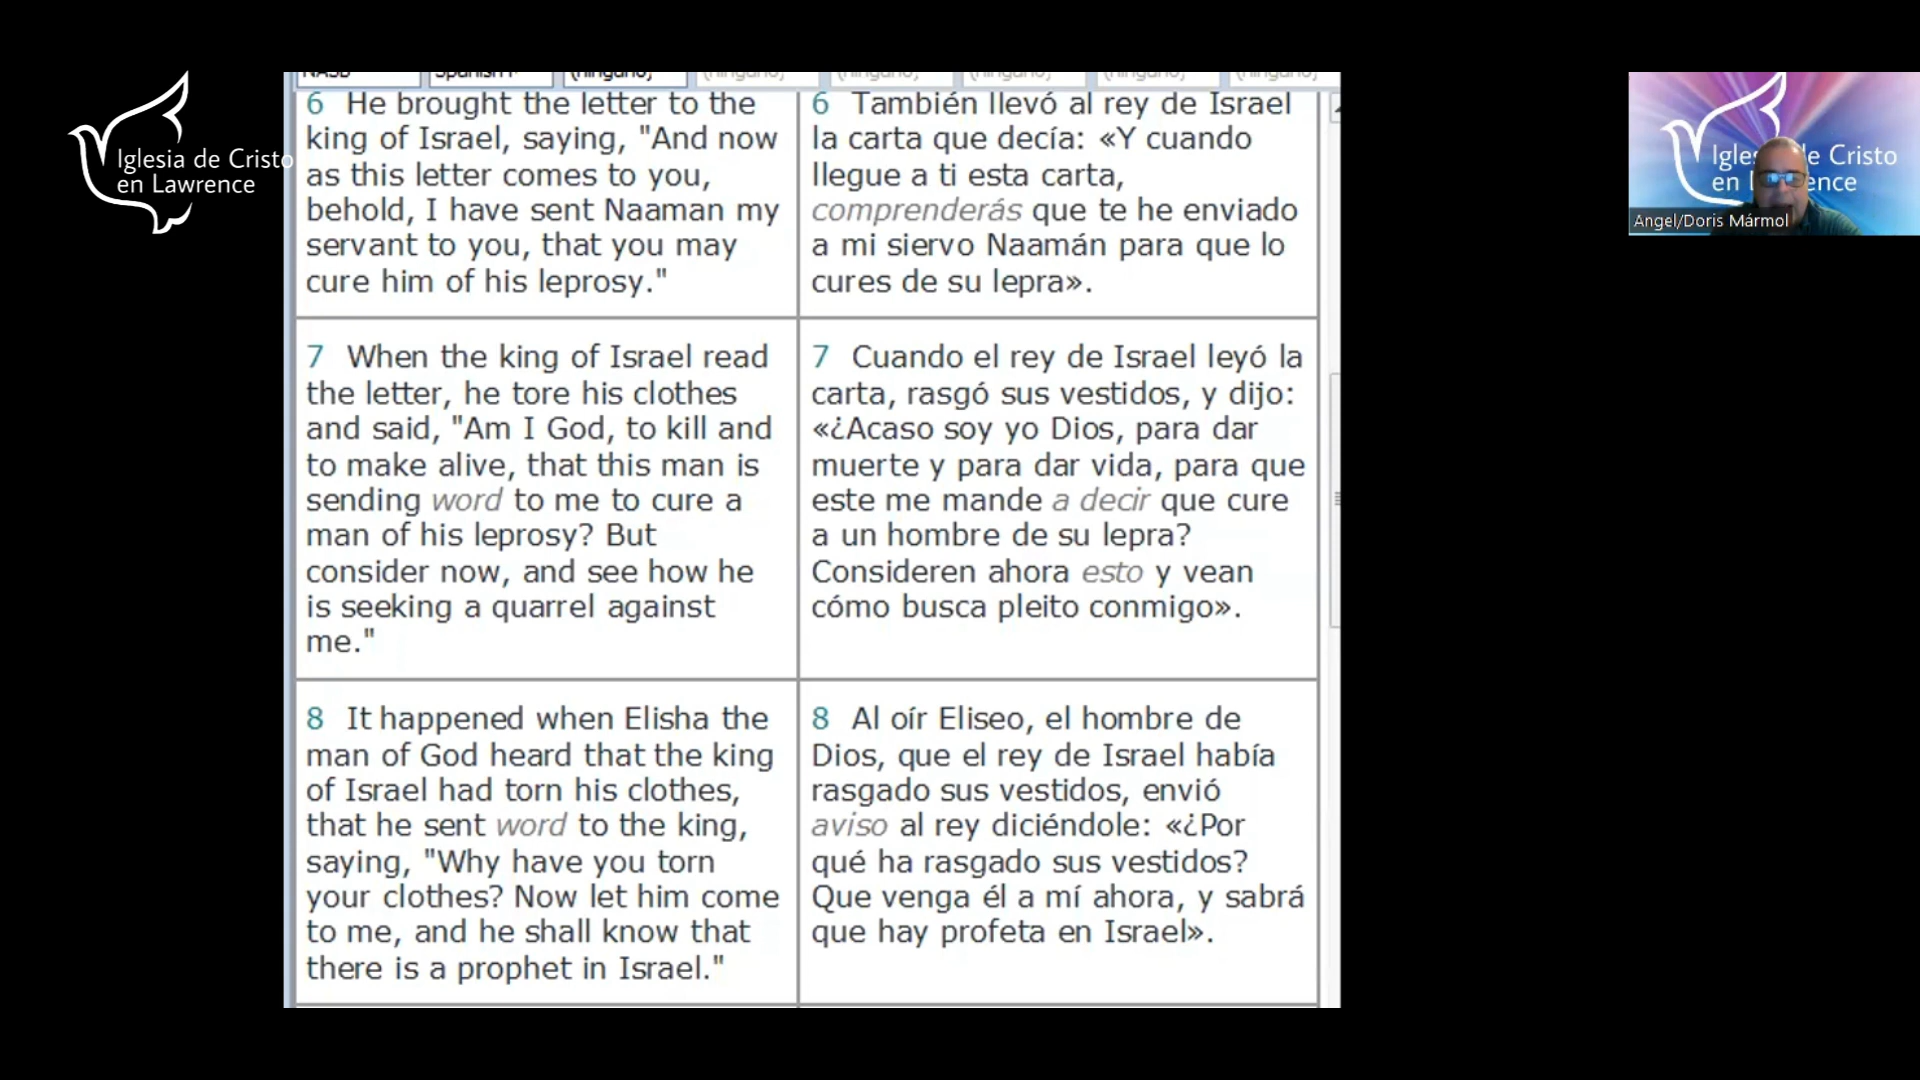 Iglesia de Cristo
en Lawrence
NASB
(ninguno)
(ninguno)
(ninguno)
(ninguno)
(ninguno)
(ninguno)
6 He brought the letter to the
king of Israel, saying, "And now
as this letter comes to you,
behold, I have sent Naaman my
servant to you, that you may
cure him of his leprosy."
6 También llevó al rey de Israel
la carta que decía: «Y cuando
llegue a ti esta carta,
comprenderás que te he enviado
a mi siervo Naamán para que lo
cures de su lepra».
7 When the king of Israel read
the letter, he tore his clothes
and said, "Am I God, to kill and
to make alive, that this man is
sending word to me to cure a
man of his leprosy? But
consider now, and see how he
is seeking a quarrel against
me."
7 Cuando el rey de Israel leyó la
carta, rasgó sus vestidos, y dijo:
«¿Acaso soy yo Dios, para dar
muerte y para dar vida, para que
este me mande a decir que cure
a un hombre de su lepra?
Consideren ahora esto y vean
cómo busca pleito conmigo».
8 It happened when Elisha the
man of God heard that the king
of Israel had torn his clothes,
that he sent word to the king,
saying, "Why have you torn
your clothes? Now let him come
to me, and he shall know that
there is a prophet in Israel."
8 Al oír Eliseo, el hombre de
Dios, que el rey de Israel había
rasgado sus vestidos, envió
aviso al rey diciéndole: «¿Por
qué ha rasgado sus vestidos?
Que venga él a mí ahora, y sabrá
que hay profeta en Israel».
de Cristo
en
Angel/Doris Mármol